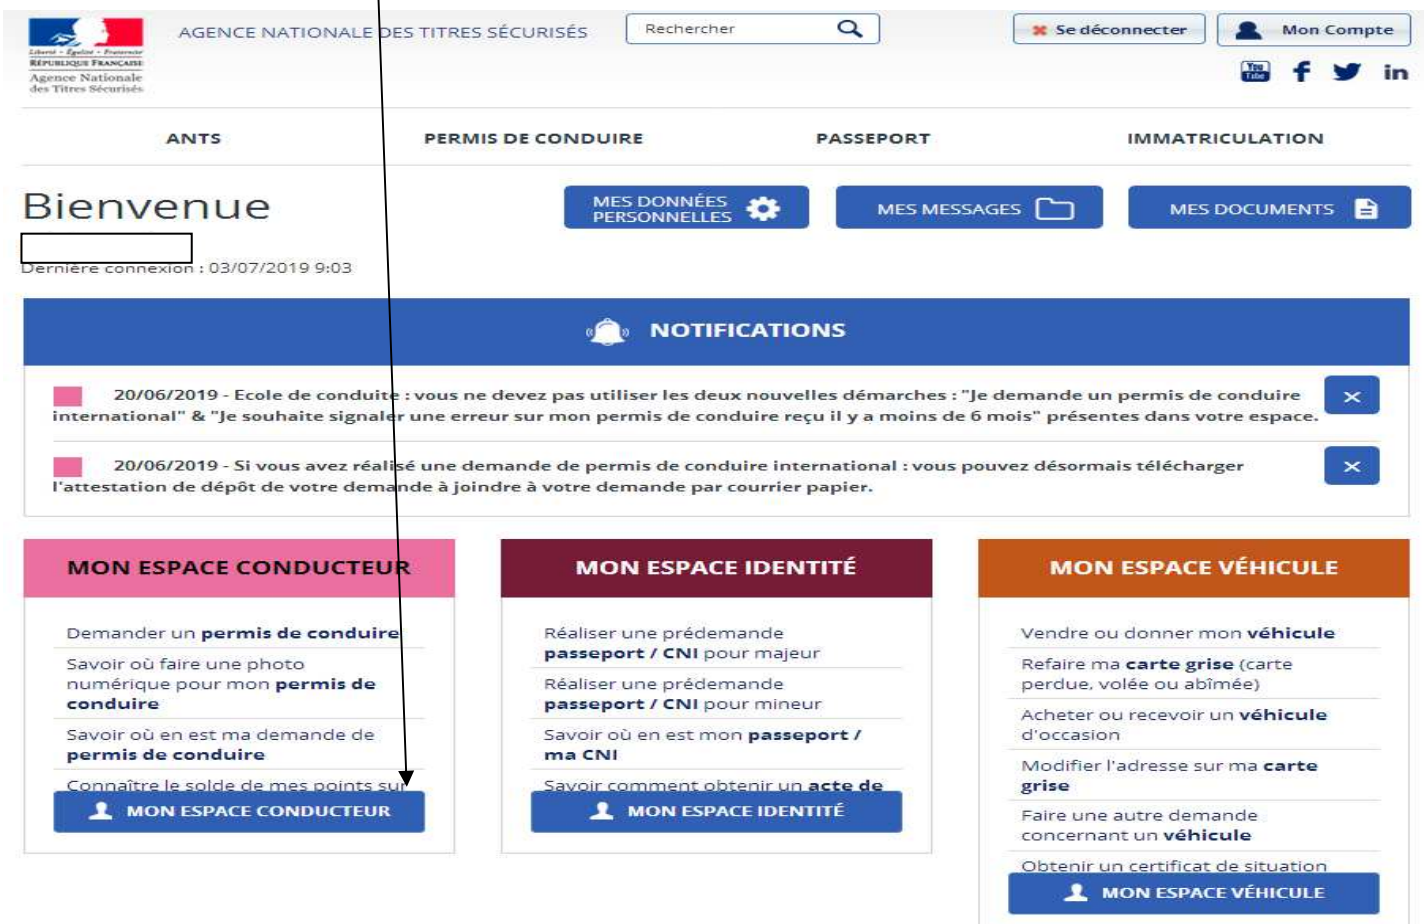 AGENCE NATIONALE DES TITRES SÉCURISÉS
Rechercher
Se déconnecter
Mon Compte
Liberté • Égalité • Fraternité
RÉPUBLIQUE FRANÇAISE
Agence Nationale
des Titres Sécurisés
You
Tube
f
in
ANTS
PERMIS DE CONDUIRE
PASSEPORT
IMMATRICULATION
Bienvenue
MES DONNÉES
PERSONNELLES
MES MESSAGES
MES DOCUMENTS
Dernière connexion : 03/07/2019 9:03
NOTIFICATIONS
20/06/2019 - Ecole de conduite : vous ne devez pas utiliser les deux nouvelles démarches : "Je demande un permis de conduire
international" & "Je souhaite signaler une erreur sur mon permis de conduire reçu il y a moins de 6 mois" présentes dans votre espace.
20/06/2019 - Si vous avez réalisé une demande de permis de conduire international : vous pouvez désormais télécharger
l'attestation de dépôt de votre demande à joindre à votre demande par courrier papier.
MON ESPACE CONDUCTEUR
Demander un permis de conduire
Savoir où faire une photo
numérique pour mon permis de
conduire
Savoir où en est ma demande de
permis de conduire
Connaître le solde de mes points sur
MON ESPACE CONDUCTEUR
MON ESPACE IDENTITÉ
Réaliser une prédemande
passeport / CNI pour majeur
Réaliser une prédemande
passeport / CNI pour mineur
Savoir où en est mon passeport /
ma CNI
Savoir comment obtenir un acte de
MON ESPACE IDENTITÉ
MON ESPACE VÉHICULE
Vendre ou donner mon véhicule
Refaire ma carte grise (carte
perdue, volée ou abîmée)
Acheter ou recevoir un véhicule
d'occasion
Modifier l'adresse sur ma carte
grise
Faire une autre demande
concernant un véhicule
Obtenir un certificat de situation
MON ESPACE VÉHICULE